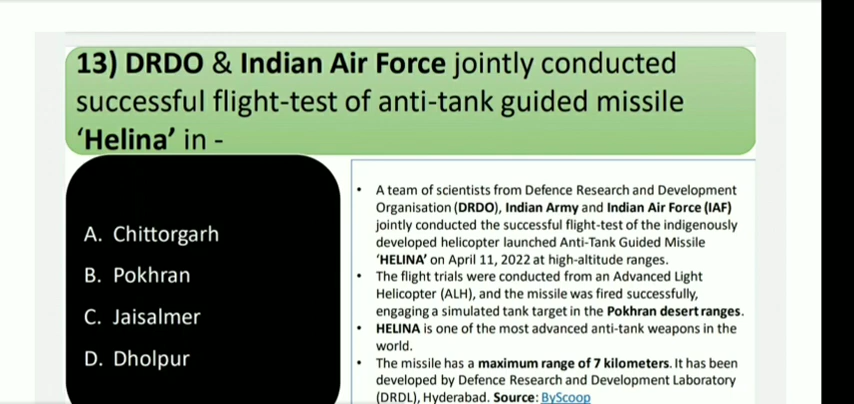 13) DRDO & Indian Air Force jointly conducted
successful flight-test of anti-tank guided missile
‘Helina’ in -
A. Chittorgarh
B. Pokhran
C. Jaisalmer
D. Dholpur
• A team of scientists from Defence Research and Development
Organisation (DRDO), Indian Army and Indian Air Force (IAF)
jointly conducted the successful flight-test of the indigenously
developed helicopter launched Anti-Tank Guided Missile
‘HELINA’ on April 11, 2022 at high-altitude ranges.
• The flight trials were conducted from an Advanced Light
Helicopter (ALH), and the missile was fired successfully,
engaging a simulated tank target in the Pokhran desert ranges.
• HELINA is one of the most advanced anti-tank weapons in the
world.
• The missile has a maximum range of 7 kilometers. It has been
developed by Defence Research and Development Laboratory
(DRDL), Hyderabad. Source: ByScoop